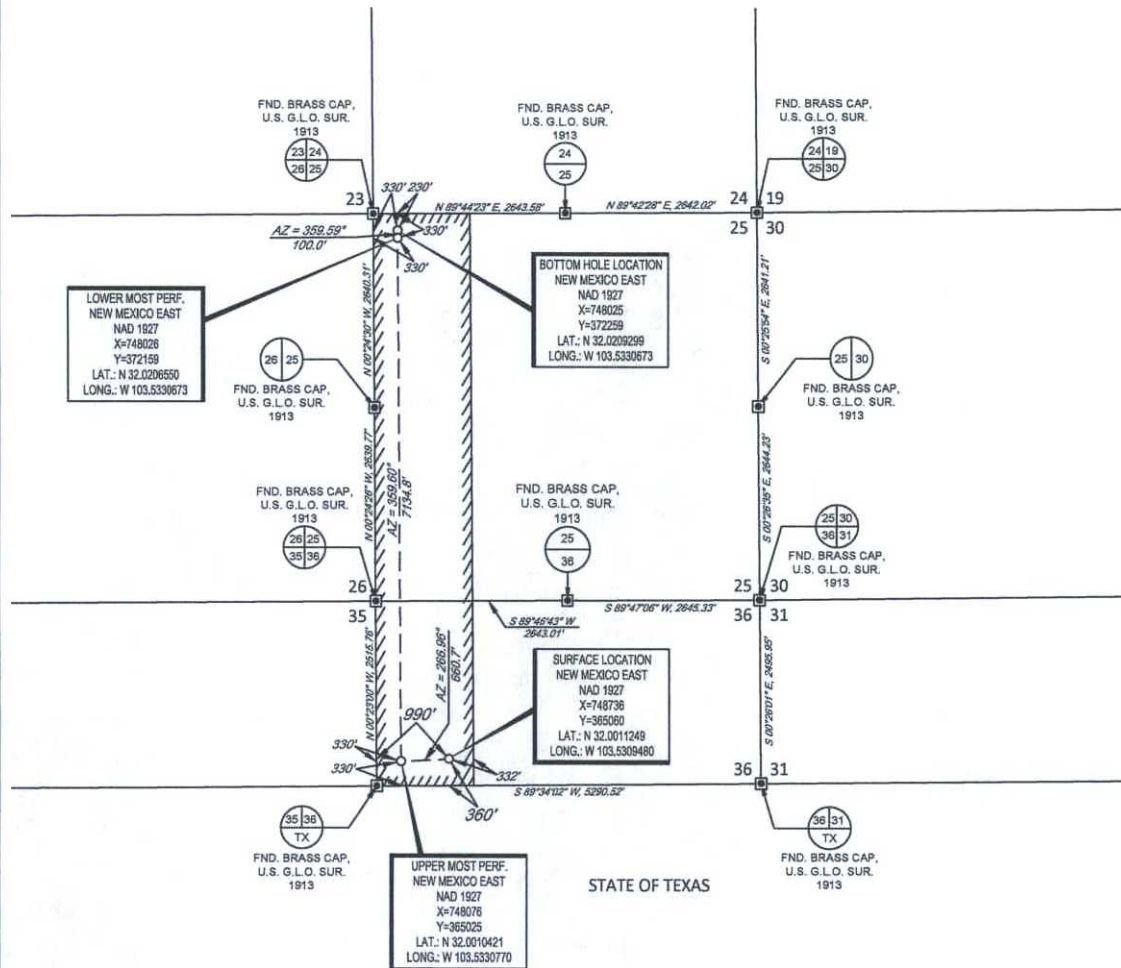 FND. BRASS CAP,
U.S. G.L.O. SUR.
1913
23 24
26 25
FND. BRASS CAP,
U.S. G.L.O. SUR.
1913
24
25
FND. BRASS CAP,
U.S. G.L.O. SUR.
1913
24 19
25 30
23
330' 230'
N 89°44'23" E, 2643.58'
N 89°42'28" E, 2642.02'
24 19
25 30
AZ = 359.59°
100.0'
330'
330'
LOWER MOST PERF.
NEW MEXICO EAST
NAD 1927
X=748026
Y=372159
LAT.: N 32.0206550
LONG.: W 103.5330673
BOTTOM HOLE LOCATION
NEW MEXICO EAST
NAD 1927
X=748025
Y=372259
LAT.: N 32.0209299
LONG.: W 103.5330673
N 00°24'30" W, 2640.31'
S 00°25'54" E, 2641.21'
26 25
FND. BRASS CAP,
U.S. G.L.O. SUR.
1913
25 30
FND. BRASS CAP,
U.S. G.L.O. SUR.
1913
N 00°24'26" W, 2639.77'
AZ = 359.60°
7134.8'
S 00°26'35" E, 2644.23'
FND. BRASS CAP,
U.S. G.L.O. SUR.
1913
26 25
35 36
FND. BRASS CAP,
U.S. G.L.O. SUR.
1913
25
36
25 30
36 31
FND. BRASS CAP,
U.S. G.L.O. SUR.
1913
26
35
25 30
36 31
S 89°46'43" W
2643.01'
S 89°47'06" W, 2645.33'
N 00°23'00" W, 2515.76'
AZ = 266.96°
660.7'
SURFACE LOCATION
NEW MEXICO EAST
NAD 1927
X=748736
Y=365060
LAT.: N 32.0011249
LONG.: W 103.5309480
S 00°26'01" E, 2495.95'
990'
330'
330'
332'
360'
S 89°34'02" W, 5290.52'
36 31
35 36
TX
FND. BRASS CAP,
U.S. G.L.O. SUR.
1913
36 31
TX
FND. BRASS CAP,
U.S. G.L.O. SUR.
1913
UPPER MOST PERF.
NEW MEXICO EAST
NAD 1927
X=748076
Y=365025
LAT.: N 32.0010421
LONG.: W 103.5330770
STATE OF TEXAS